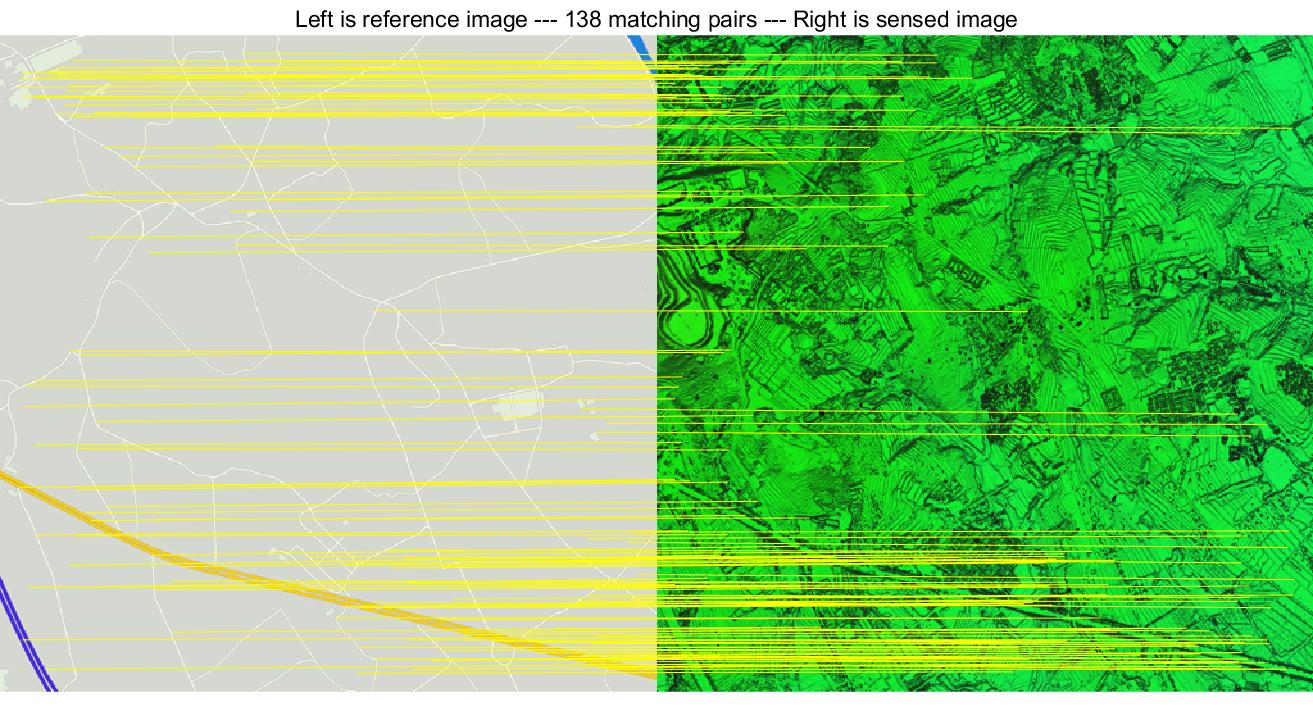 Left is reference image --- 138 matching pairs --- Right is sensed image